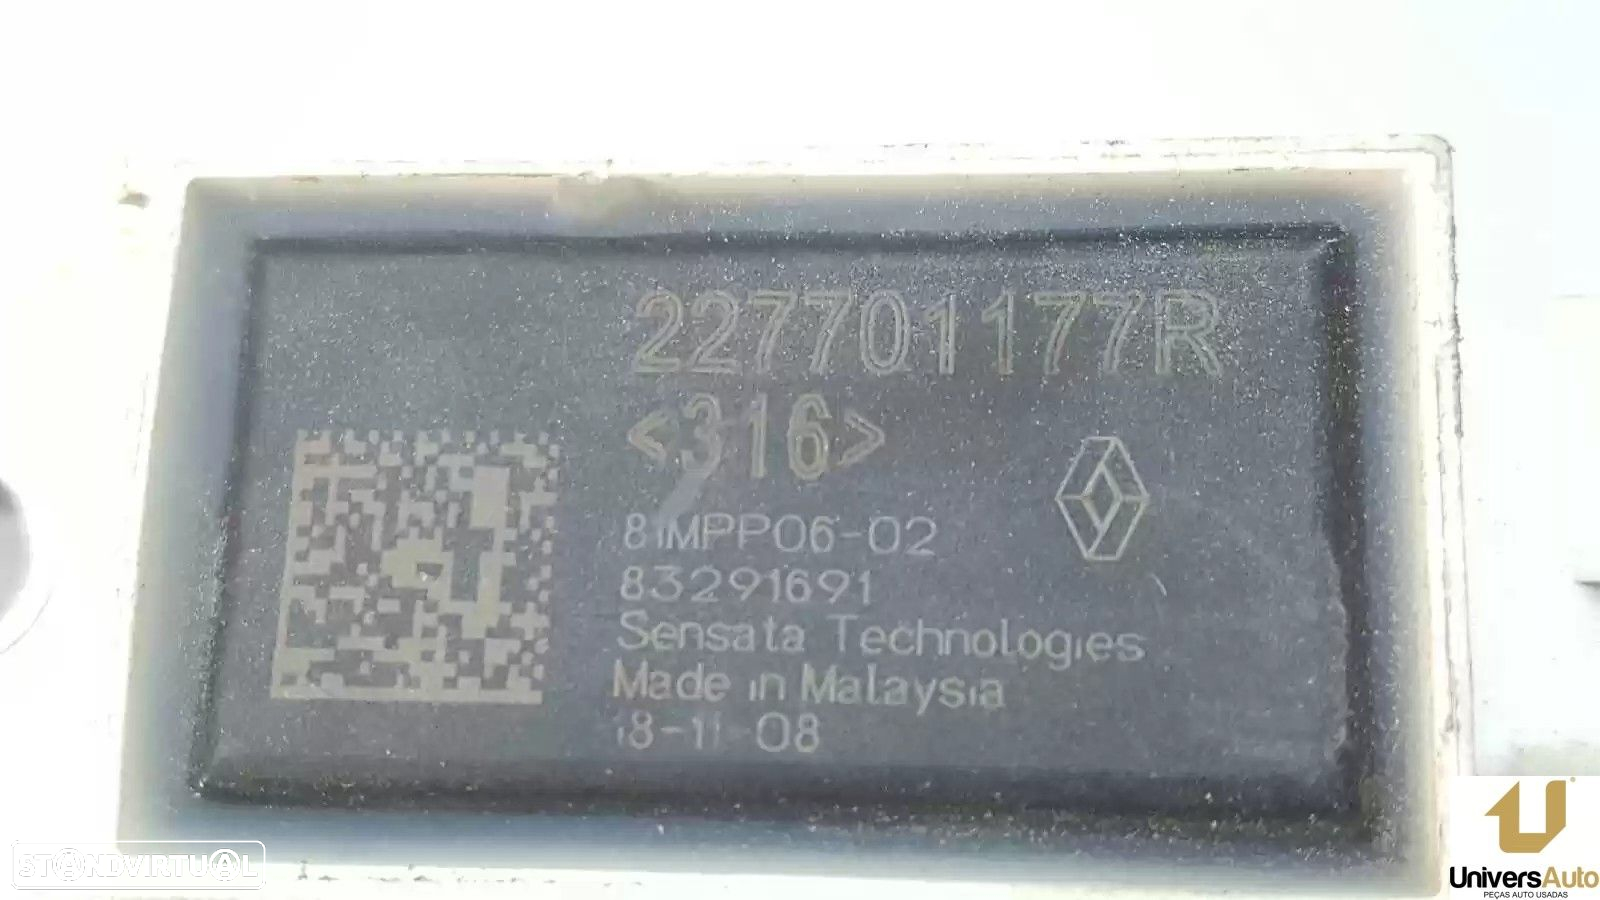 227701177R
<316>
81MPP06-02
83291691
Sensata Technologies
Made in Malaysia
18-11-08
STANDVIRTUAL
UniversAuto
PEÇAS AUTO USADAS